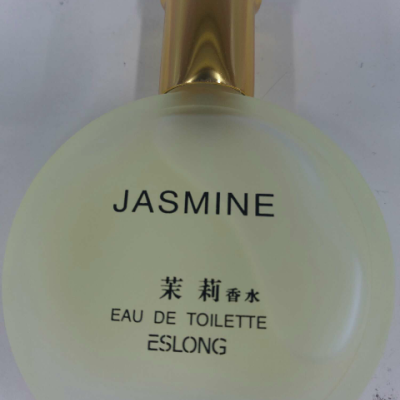 JASMINE
茉莉香水
EAU DE TOILETTE
ESLONG